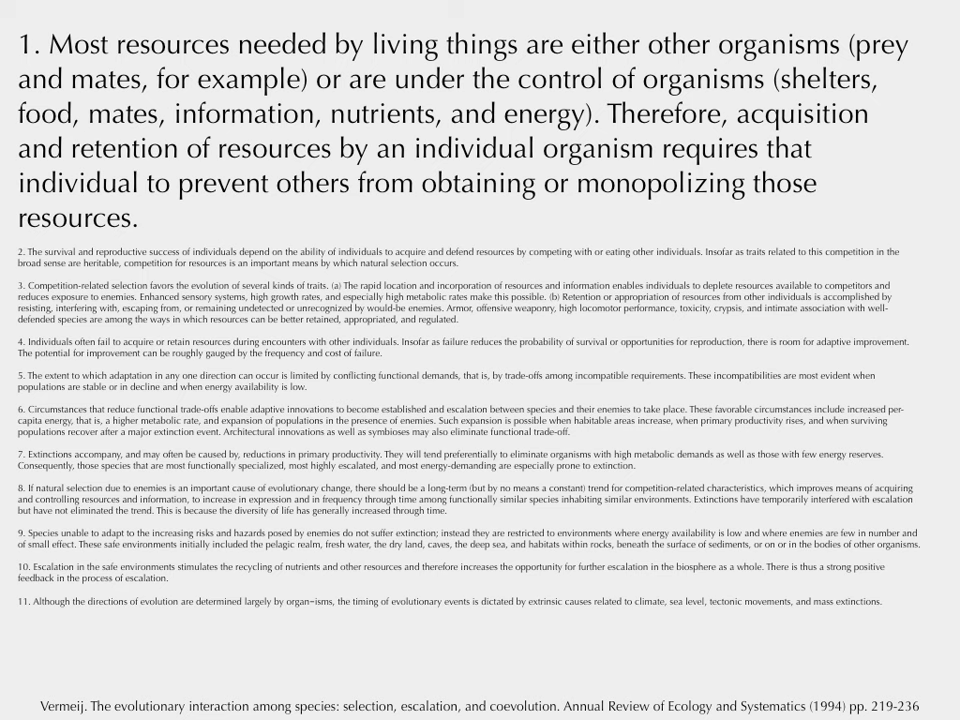 1. Most resources needed by living things are either other organisms (prey
and mates, for example) or are under the control of organisms (shelters,
food, mates, information, nutrients, and energy). Therefore, acquisition
and retention of resources by an individual organism requires that
individual to prevent others from obtaining or monopolizing those
resources.
2. The survival and reproductive success of individuals depend on the ability of individuals to acquire and defend resources by competing with or eating other individuals. Insofar as traits related to this competition in the
broad sense are heritable, competition for resources is an important means by which natural selection occurs.
3. Competition-related selection favors the evolution of several kinds of traits. (a) The rapid location and incorporation of resources and information enables individuals to deplete resources available to competitors and
reduces exposure to enemies. Enhanced sensory systems, high growth rates, and especially high metabolic rates make this possible. (b) Retention or appropriation of resources from other individuals is accomplished by
resisting, interfering with, escaping from, or remaining undetected or unrecognized by would-be enemies. Armor, offensive weaponry, high locomotor performance, toxicity, crypsis, and intimate association with well-
defended species are among the ways in which resources can be better retained, appropriated, and regulated.
4. Individuals often fail to acquire or retain resources during encounters with other individuals. Insofar as failure reduces the probability of survival or opportunities for reproduction, there is room for adaptive improvement.
The potential for improvement can be roughly gauged by the frequency and cost of failure.
5. The extent to which adaptation in any one direction can occur is limited by conflicting functional demands, that is, by trade-offs among incompatible requirements. These incompatibilities are most evident when
populations are stable or in decline and when energy availability is low.
6. Circumstances that reduce functional trade-offs enable adaptive innovations to become established and escalation between species and their enemies to take place. These favorable circumstances include increased per-
capita energy, that is, a higher metabolic rate, and expansion of populations in the presence of enemies. Such expansion is possible when habitable areas increase, when primary productivity rises, and when surviving
populations recover after a major extinction event. Architectural innovations as well as symbioses may also eliminate functional trade-off.
7. Extinctions accompany, and may often be caused by, reductions in primary productivity. They will tend preferentially to eliminate organisms with high metabolic demands as well as those with few energy reserves.
Consequently, those species that are most functionally specialized, most highly escalated, and most energy-demanding are especially prone to extinction.
8. If natural selection due to enemies is an important cause of evolutionary change, there should be a long-term (but by no means a constant) trend for competition-related characteristics, which improves means of acquiring
and controlling resources and information, to increase in expression and in frequency through time among functionally similar species inhabiting similar environments. Extinctions have temporarily interfered with escalation
but have not eliminated the trend. This is because the diversity of life has generally increased through time.
9. Species unable to adapt to the increasing risks and hazards posed by enemies do not suffer extinction; instead they are restricted to environments where energy availability is low and where enemies are few in number and
of small effect. These safe environments initially included the pelagic realm, fresh water, the dry land, caves, the deep sea, and habitats within rocks, beneath the surface of sediments, or on or in the bodies of other organisms.
10. Escalation in the safe environments stimulates the recycling of nutrients and other resources and therefore increases the opportunity for further escalation in the biosphere as a whole. There is thus a strong positive
feedback in the process of escalation.
11. Although the directions of evolution are determined largely by organ−isms, the timing of evolutionary events is dictated by extrinsic causes related to climate, sea level, tectonic movements, and mass extinctions.
Vermeij. The evolutionary interaction among species: selection, escalation, and coevolution. Annual Review of Ecology and Systematics (1994) pp. 219-236